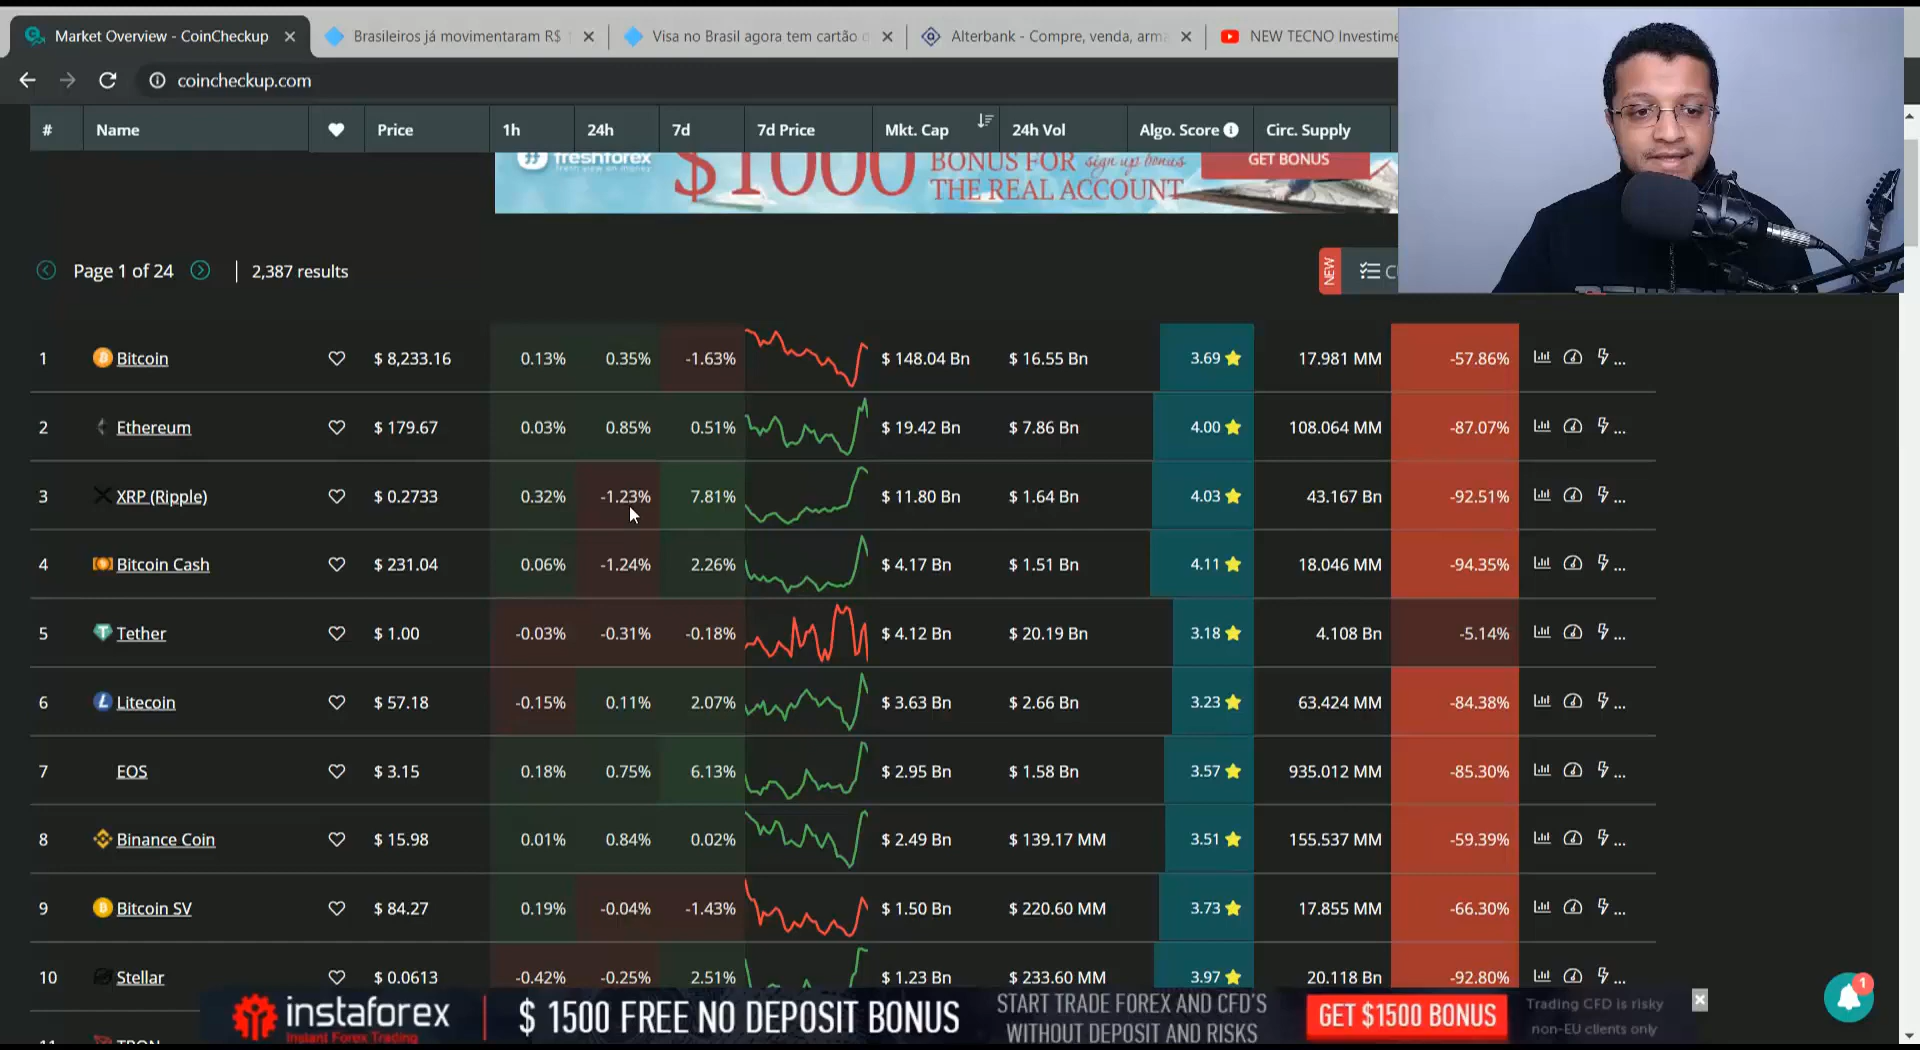 Market Overview - CoinCheckup
Brasileiros já movimentaram R$
Visa no Brasil agora tem cartão
Alterbank - Compre, venda, arm
NEW TECNO Investime
coincheckup.com
# Name Price 1h 24h 7d 7d Price Mkt. Cap 24h Vol Algo. Score Circ. Supply
freshforex
fresh view on money
$1000
BONUS FOR sign up bonus
THE REAL ACCOUNT
GET BONUS
Page 1 of 24 | 2,387 results
NEW
C
1 Bitcoin $ 8,233.16 0.13% 0.35% -1.63% $ 148.04 Bn $ 16.55 Bn 3.69 17.981 MM -57.86% ...
2 Ethereum $ 179.67 0.03% 0.85% 0.51% $ 19.42 Bn $ 7.86 Bn 4.00 108.064 MM -87.07% ...
3 XRP (Ripple) $ 0.2733 0.32% -1.23% 7.81% $ 11.80 Bn $ 1.64 Bn 4.03 43.167 Bn -92.51% ...
4 Bitcoin Cash $ 231.04 0.06% -1.24% 2.26% $ 4.17 Bn $ 1.51 Bn 4.11 18.046 MM -94.35% ...
5 Tether $ 1.00 -0.03% -0.31% -0.18% $ 4.12 Bn $ 20.19 Bn 3.18 4.108 Bn -5.14% ...
6 Litecoin $ 57.18 -0.15% 0.11% 2.07% $ 3.63 Bn $ 2.66 Bn 3.23 63.424 MM -84.38% ...
7 EOS $ 3.15 0.18% 0.75% 6.13% $ 2.95 Bn $ 1.58 Bn 3.57 935.012 MM -85.30% ...
8 Binance Coin $ 15.98 0.01% 0.84% 0.02% $ 2.49 Bn $ 139.17 MM 3.51 155.537 MM -59.39% ...
9 Bitcoin SV $ 84.27 0.19% -0.04% -1.43% $ 1.50 Bn $ 220.60 MM 3.73 17.855 MM -66.30% ...
10 Stellar $ 0.0613 -0.42% -0.25% 2.51% $ 1.23 Bn $ 233.60 MM 3.97 20.118 Bn -92.80% ...
11 TRON
instaforex
Instant Forex Trading
$ 1500 FREE NO DEPOSIT BONUS
START TRADE FOREX AND CFD'S
WITHOUT DEPOSIT AND RISKS
GET $1500 BONUS
Trading CFD is risky
non-EU clients only
1